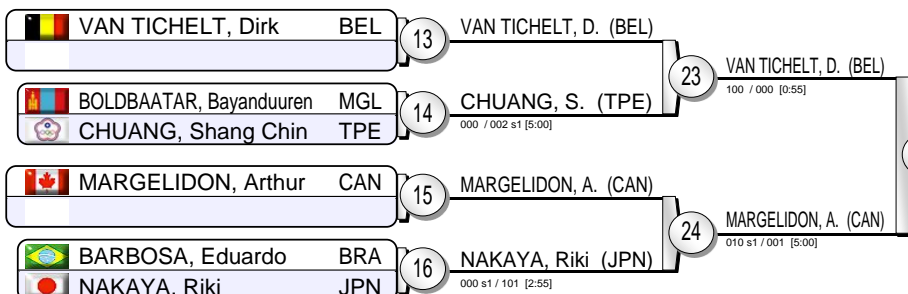 VAN TICHELT, Dirk BEL
13
VAN TICHELT, D. (BEL)
23
VAN TICHELT, D. (BEL)
100 / 000 [0:55]
BOLDBAATAR, Bayanduuren MGL
CHUANG, Shang Chin TPE
14
CHUANG, S. (TPE)
000 / 002 s1 [5:00]
MARGELIDON, Arthur CAN
15
MARGELIDON, A. (CAN)
24
MARGELIDON, A. (CAN)
010 s1 / 001 [5:00]
BARBOSA, Eduardo BRA
NAKAYA, Riki JPN
16
NAKAYA, Riki (JPN)
000 s1 / 101 [2:55]